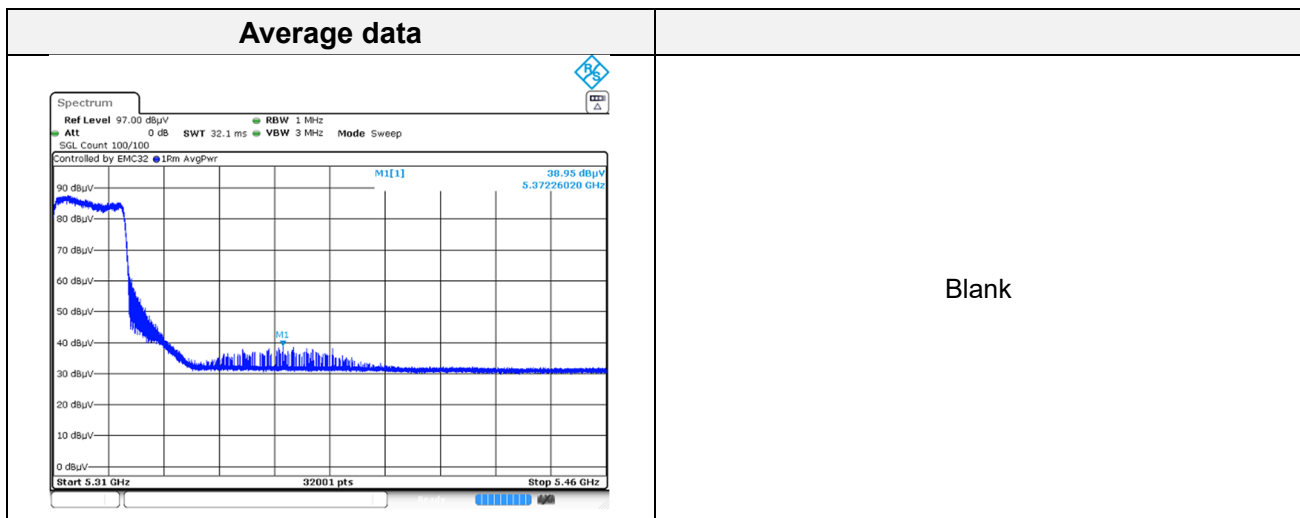 Average data
R&S
Spectrum
Ref Level 97.00 dBµV RBW 1 MHz
Att 0 dB SWT 32.1 ms VBW 3 MHz Mode Sweep
SGL Count 100/100
Controlled by EMC32 1Rm AvgPwr
M1[1] 38.95 dBµV
5.37226020 GHz
90 dBµV
80 dBµV
70 dBµV
60 dBµV
50 dBµV
M1
40 dBµV
30 dBµV
20 dBµV
10 dBµV
0 dBµV
Start 5.31 GHz 32001 pts Stop 5.46 GHz
Blank